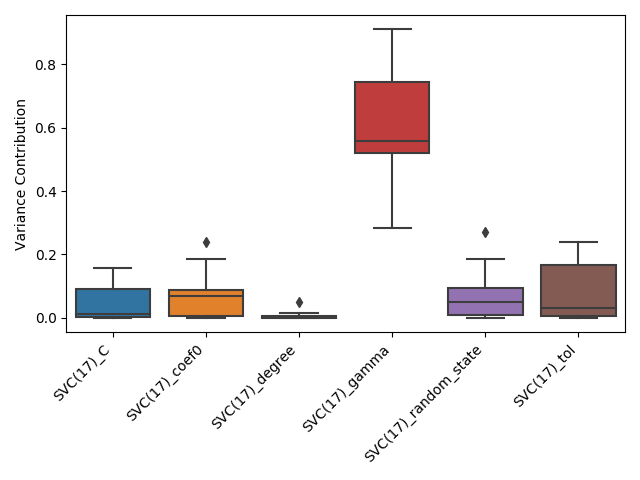 Variance Contribution
0.8
0.6
0.4
0.2
0.0
SVC(17)_C
SVC(17)_coef0
SVC(17)_degree
SVC(17)_gamma
SVC(17)_random_state
SVC(17)_tol